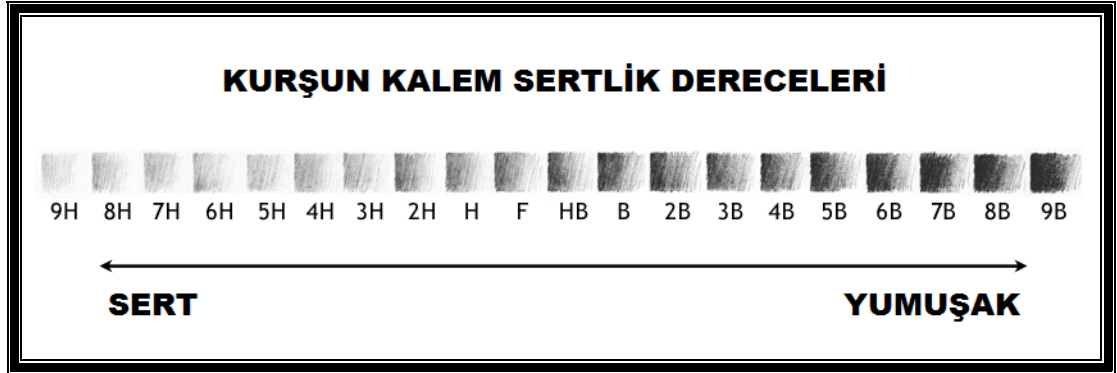 KURŞUN KALEM SERTLİK DERECELERİ
9H 8H 7H 6H 5H 4H 3H 2H H F HB B 2B 3B 4B 5B 6B 7B 8B 9B
SERT YUMUŞAK